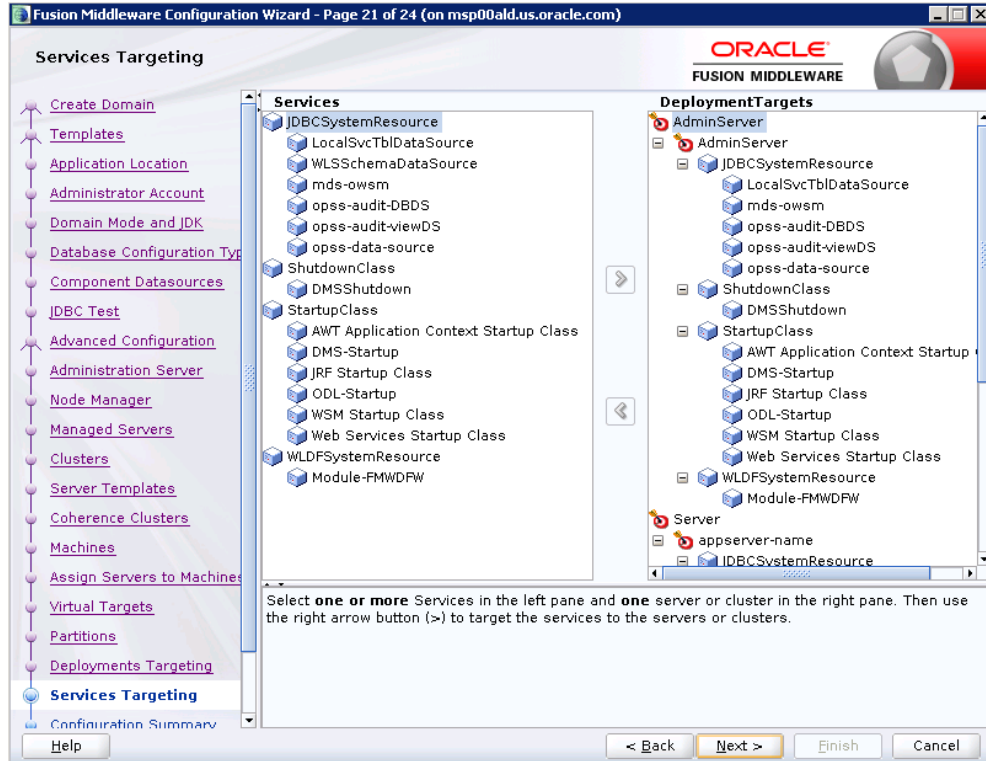 Fusion Middleware Configuration Wizard - Page 21 of 24 (on msp00ald.us.oracle.com)
Services Targeting
ORACLE
FUSION MIDDLEWARE
Create Domain
Templates
Application Location
Administrator Account
Domain Mode and JDK
Database Configuration Typ
Component Datasources
JDBC Test
Advanced Configuration
Administration Server
Node Manager
Managed Servers
Clusters
Server Templates
Coherence Clusters
Machines
Assign Servers to Machines
Virtual Targets
Partitions
Deployments Targeting
Services Targeting
Configuration Summary
Services
JDBCSystemResource
LocalSvcTblDataSource
WLSSchemaDataSource
mds-owsm
opss-audit-DBDS
opss-audit-viewDS
opss-data-source
ShutdownClass
DMSShutdown
StartupClass
AWT Application Context Startup Class
DMS-Startup
JRF Startup Class
ODL-Startup
WSM Startup Class
Web Services Startup Class
WLDFSystemResource
Module-FMWDFW
DeploymentTargets
AdminServer
AdminServer
JDBCSystemResource
LocalSvcTblDataSource
mds-owsm
opss-audit-DBDS
opss-audit-viewDS
opss-data-source
ShutdownClass
DMSShutdown
StartupClass
AWT Application Context Startup
DMS-Startup
JRF Startup Class
ODL-Startup
WSM Startup Class
Web Services Startup Class
WLDFSystemResource
Module-FMWDFW
Server
appserver-name
JDBCSystemResource
Select one or more Services in the left pane and one server or cluster in the right pane. Then use
the right arrow button (>) to target the services to the servers or clusters.
Help
< Back
Next >
Finish
Cancel